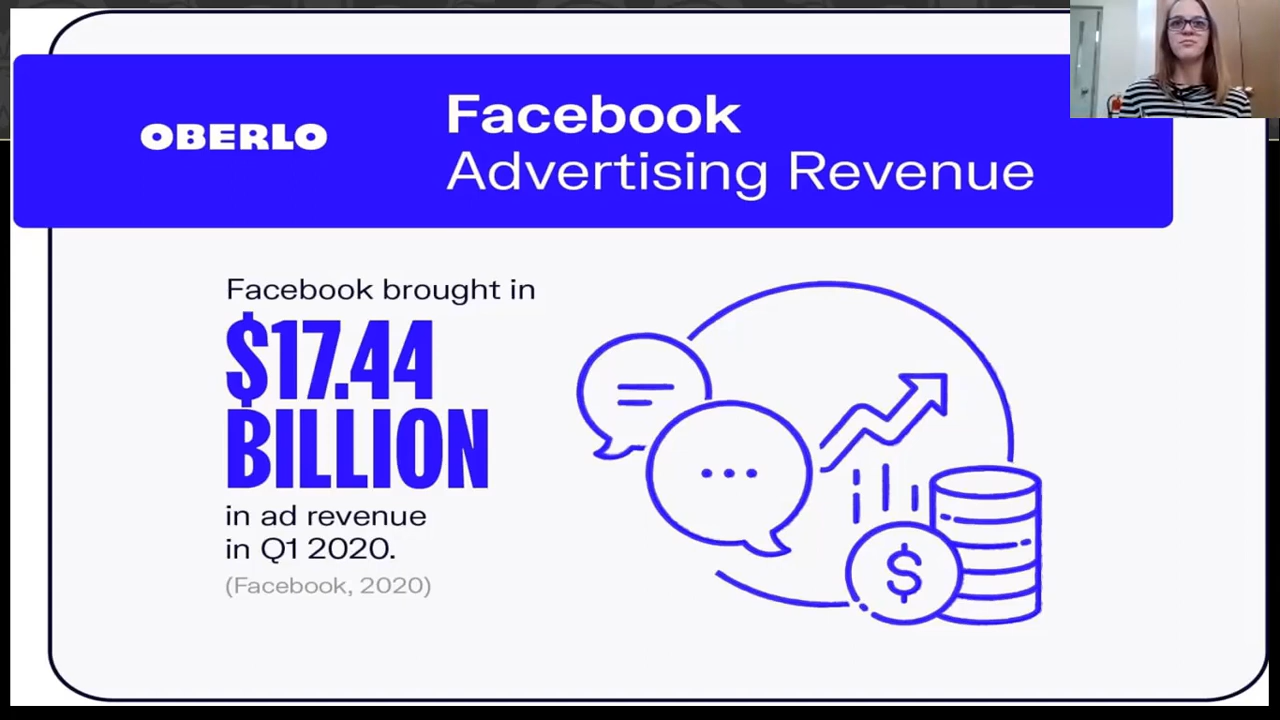 OBERLO
Facebook
Advertising Revenue
Facebook brought in
$17.44
BILLION
in ad revenue
in Q1 2020.
(Facebook, 2020)